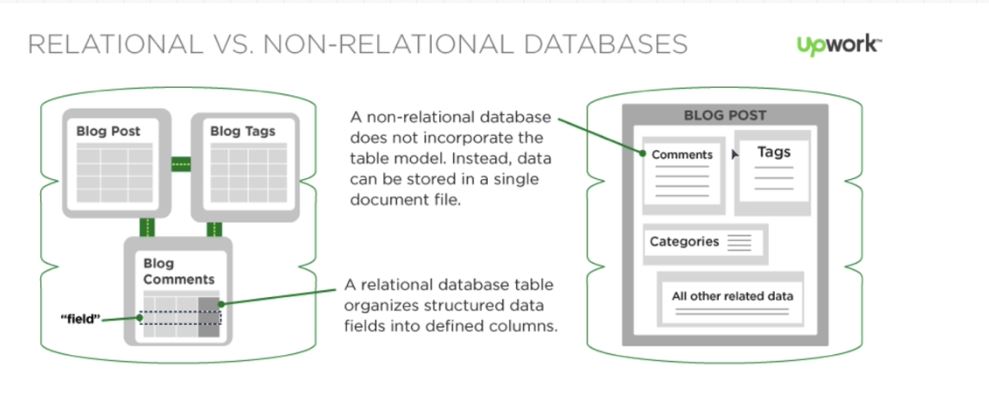 RELATIONAL VS. NON-RELATIONAL DATABASES
Upwork™
Blog Post
Blog Tags
Blog
Comments
"field"
A non-relational database
does not incorporate the
table model. Instead, data
can be stored in a single
document file.
A relational database table
organizes structured data
fields into defined columns.
BLOG POST
Comments
Tags
Categories
All other related data